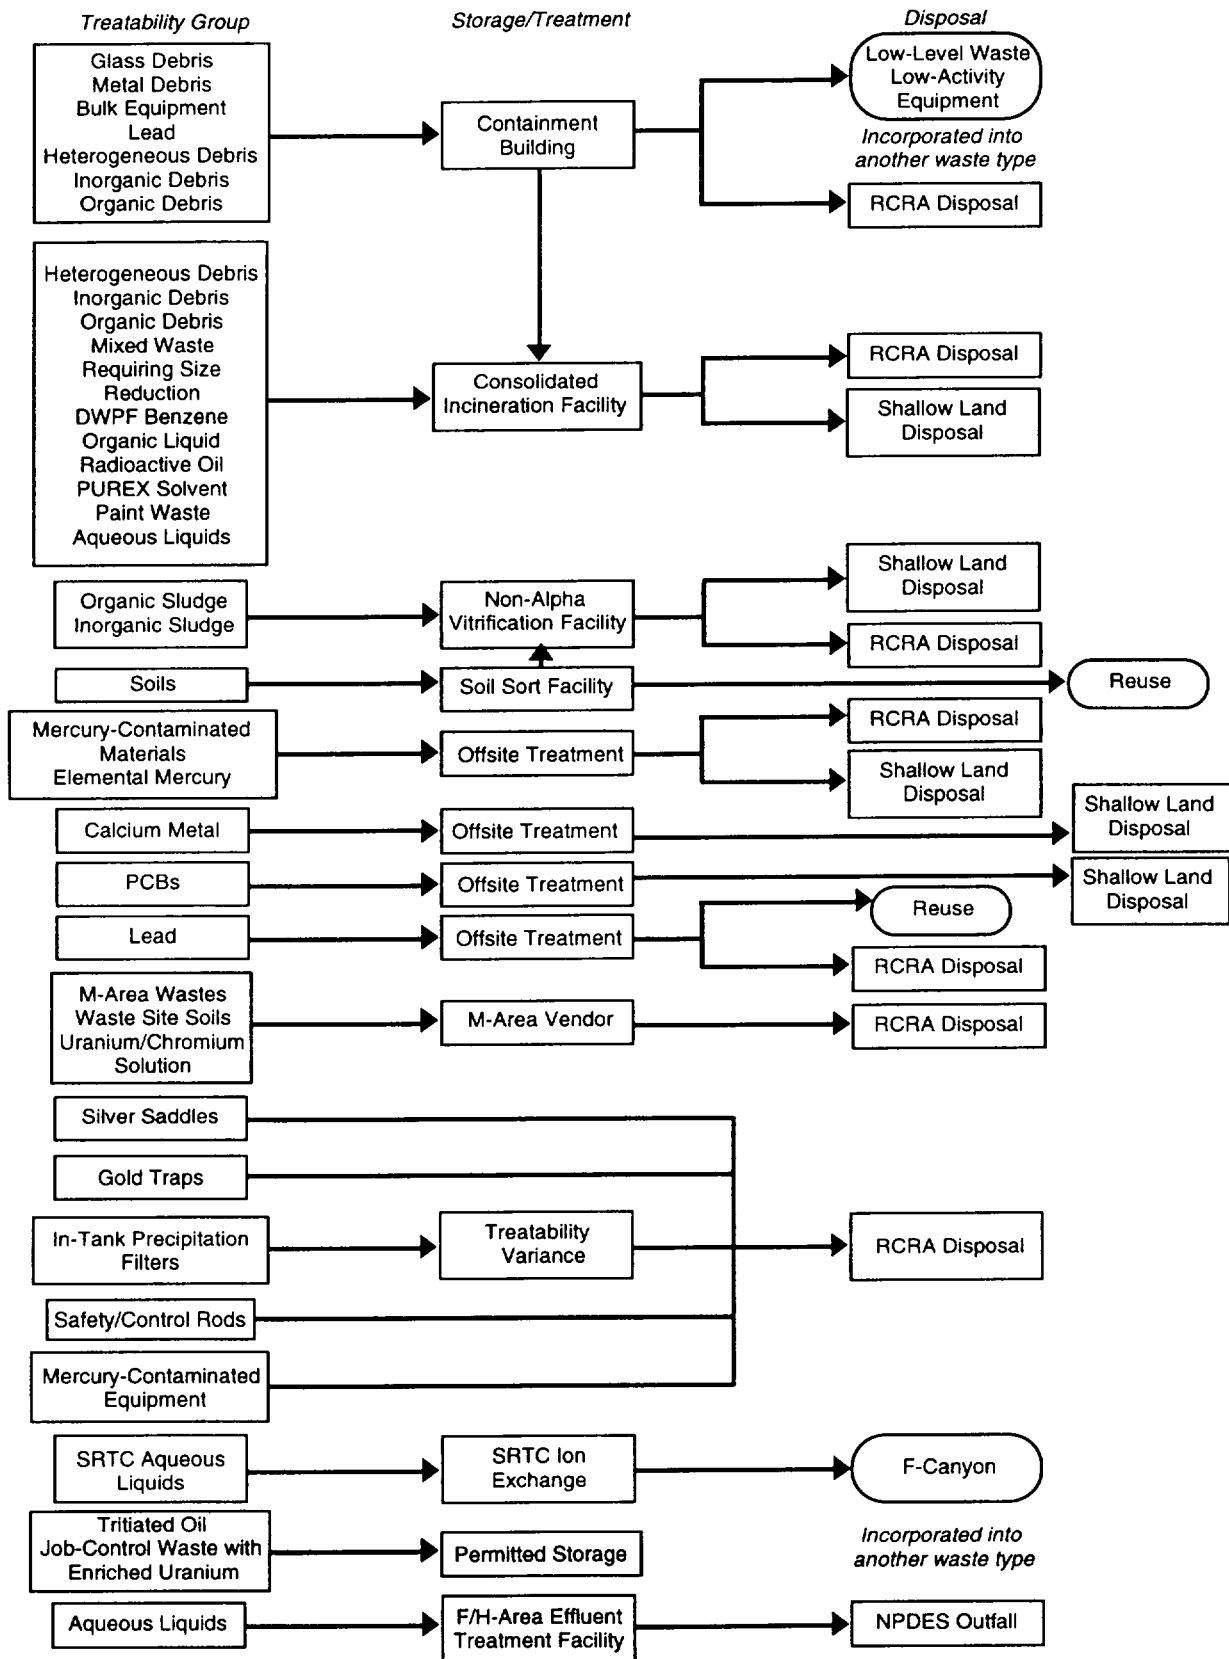 Treatability Group
Storage/Treatment
Disposal
Glass Debris
Metal Debris
Bulk Equipment
Lead
Heterogeneous Debris
Inorganic Debris
Organic Debris
Containment
Building
Low-Level Waste
Low-Activity
Equipment
Incorporated into
another waste type
RCRA Disposal
Heterogeneous Debris
Inorganic Debris
Organic Debris
Mixed Waste
Requiring Size
Reduction
DWPF Benzene
Organic Liquid
Radioactive Oil
PUREX Solvent
Paint Waste
Aqueous Liquids
Consolidated
Incineration Facility
RCRA Disposal
Shallow Land
Disposal
Organic Sludge
Inorganic Sludge
Non-Alpha
Vitrification Facility
Shallow Land
Disposal
RCRA Disposal
Soils
Soil Sort Facility
Reuse
Mercury-Contaminated
Materials
Elemental Mercury
Offsite Treatment
RCRA Disposal
Shallow Land
Disposal
Calcium Metal
Offsite Treatment
Shallow Land
Disposal
PCBs
Offsite Treatment
Shallow Land
Disposal
Lead
Offsite Treatment
Reuse
RCRA Disposal
M-Area Wastes
Waste Site Soils
Uranium/Chromium
Solution
M-Area Vendor
RCRA Disposal
Silver Saddles
Gold Traps
In-Tank Precipitation
Filters
Treatability
Variance
RCRA Disposal
Safety/Control Rods
Mercury-Contaminated
Equipment
SRTC Aqueous
Liquids
SRTC Ion
Exchange
F-Canyon
Tritiated Oil
Job-Control Waste with
Enriched Uranium
Permitted Storage
Incorporated into
another waste type
Aqueous Liquids
F/H-Area Effluent
Treatment Facility
NPDES Outfall